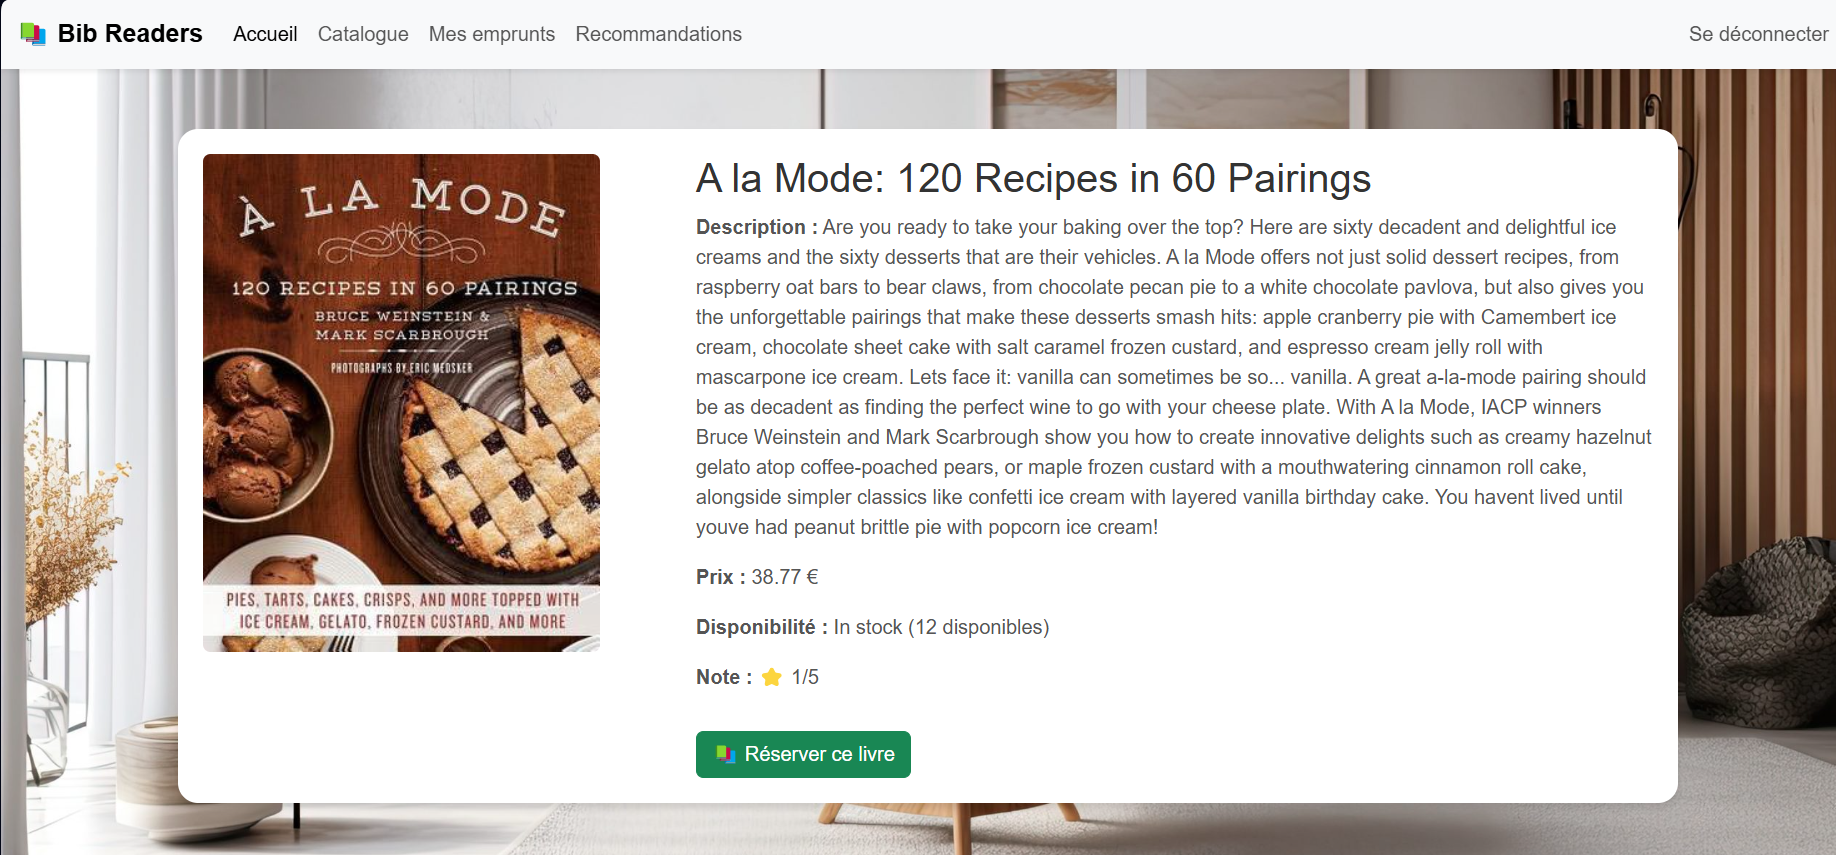 Bib Readers Accueil Catalogue Mes emprunts Recommandations Se déconnecter
À LA MODE
120 RECIPES IN 60 PAIRINGS
BRUCE WEINSTEIN &
MARK SCARBROUGH
PHOTOGRAPHS BY ERIC MEDSKER
PIES, TARTS, CAKES, CRISPS, AND MORE TOPPED WITH
ICE CREAM, GELATO, FROZEN CUSTARD, AND MORE
A la Mode: 120 Recipes in 60 Pairings
Description : Are you ready to take your baking over the top? Here are sixty decadent and delightful ice
creams and the sixty desserts that are their vehicles. A la Mode offers not just solid dessert recipes, from
raspberry oat bars to bear claws, from chocolate pecan pie to a white chocolate pavlova, but also gives you
the unforgettable pairings that make these desserts smash hits: apple cranberry pie with Camembert ice
cream, chocolate sheet cake with salt caramel frozen custard, and espresso cream jelly roll with
mascarpone ice cream. Lets face it: vanilla can sometimes be so... vanilla. A great a-la-mode pairing should
be as decadent as finding the perfect wine to go with your cheese plate. With A la Mode, IACP winners
Bruce Weinstein and Mark Scarbrough show you how to create innovative delights such as creamy hazelnut
gelato atop coffee-poached pears, or maple frozen custard with a mouthwatering cinnamon roll cake,
alongside simpler classics like confetti ice cream with layered vanilla birthday cake. You havent lived until
youve had peanut brittle pie with popcorn ice cream!
Prix : 38.77 €
Disponibilité : In stock (12 disponibles)
Note : ⭐ 1/5
Réserver ce livre